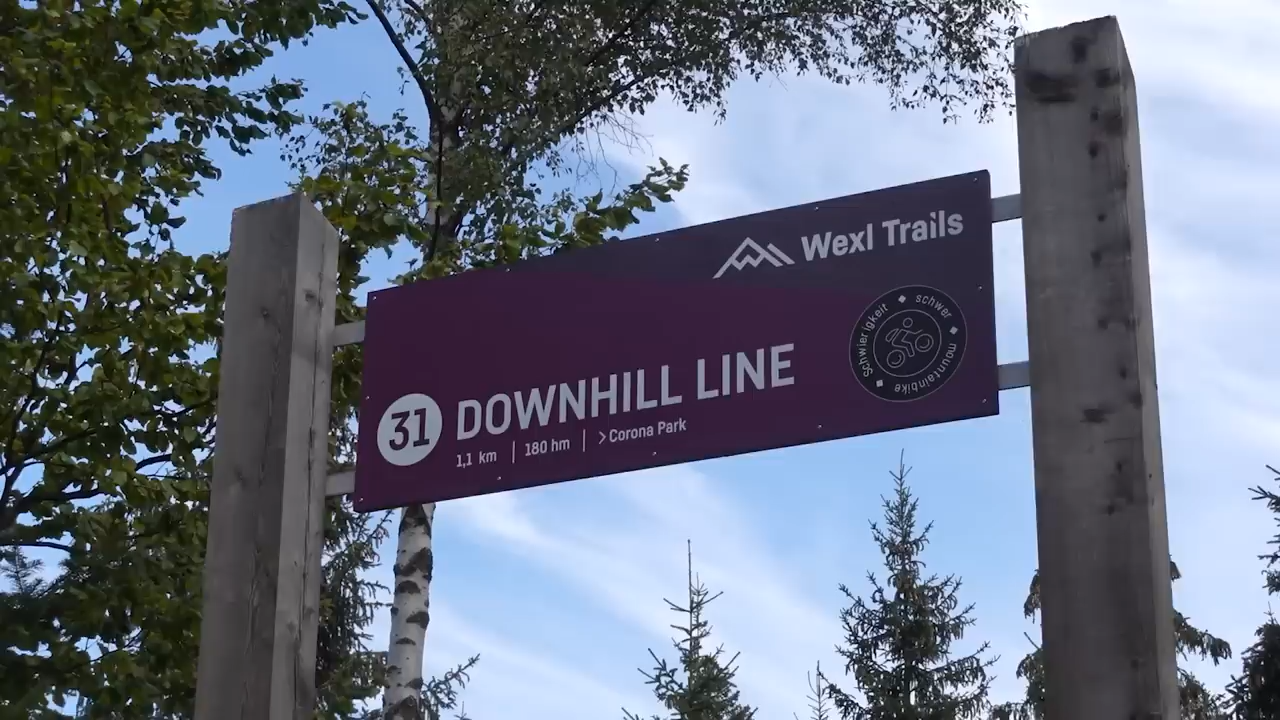 Wexl Trails
Schwierigkeit schwer mountainbike
31 DOWNHILL LINE
1,1 km | 180 hm | > Corona Park